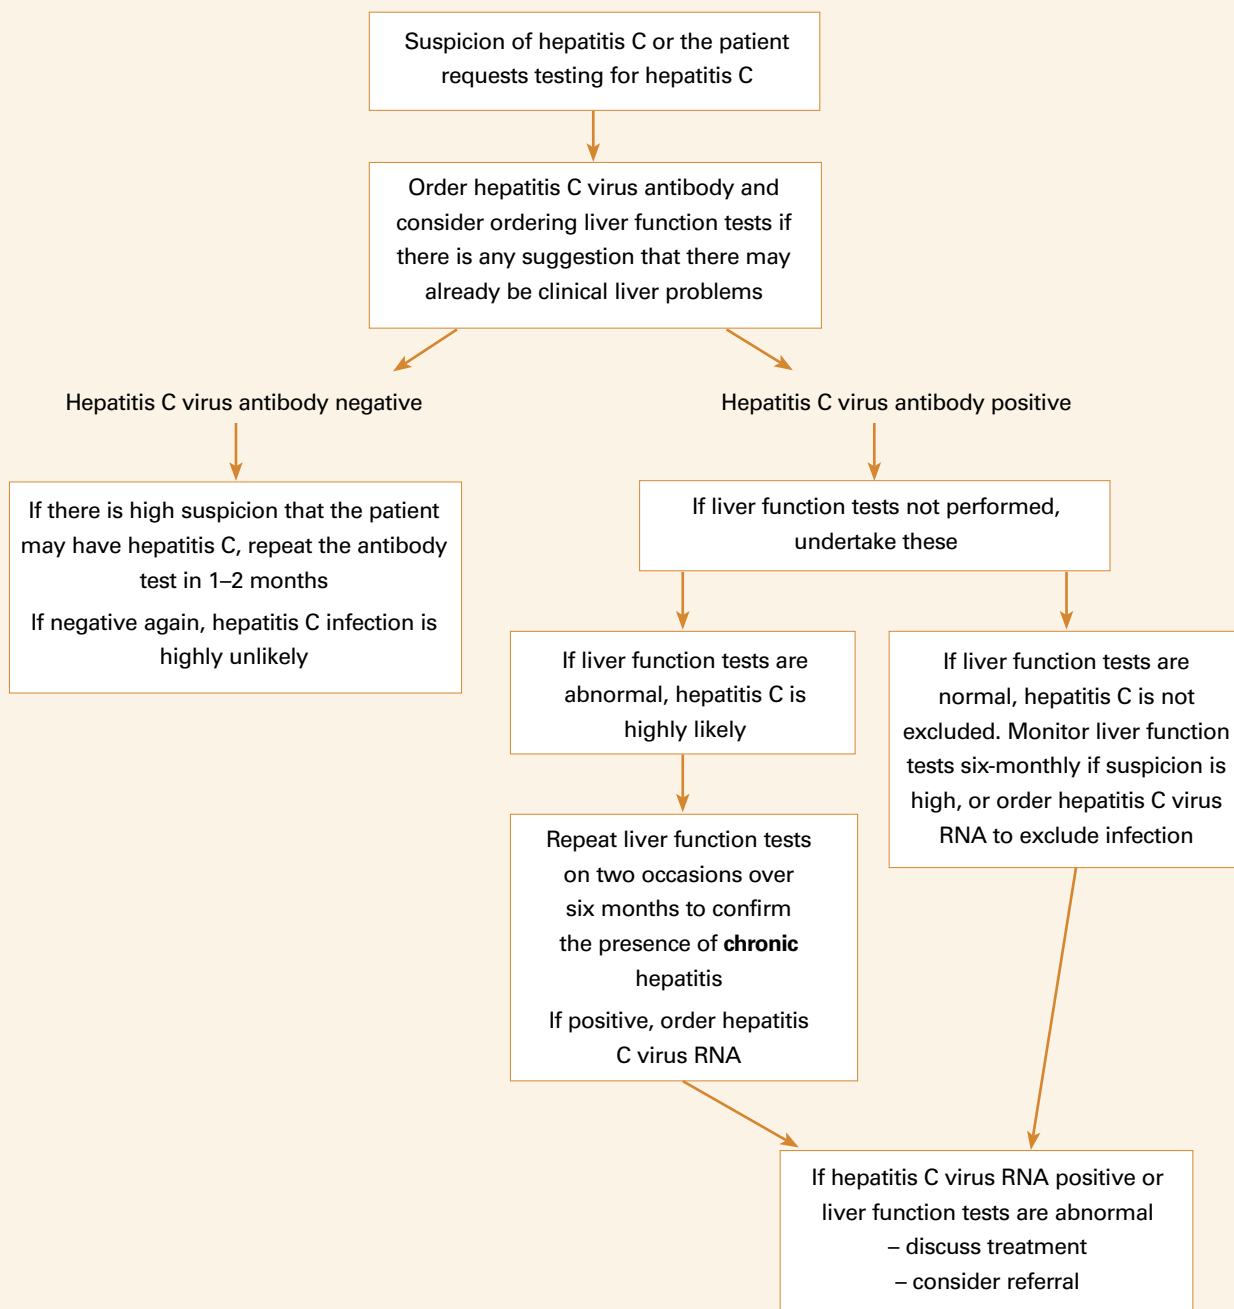 Suspicion of hepatitis C or the patient
requests testing for hepatitis C
Order hepatitis C virus antibody and
consider ordering liver function tests if
there is any suggestion that there may
already be clinical liver problems
Hepatitis C virus antibody negative
Hepatitis C virus antibody positive
If there is high suspicion that the patient
may have hepatitis C, repeat the antibody
test in 1–2 months
If negative again, hepatitis C infection is
highly unlikely
If liver function tests not performed,
undertake these
If liver function tests are
abnormal, hepatitis C is
highly likely
If liver function tests are
normal, hepatitis C is not
excluded. Monitor liver function
tests six-monthly if suspicion is
high, or order hepatitis C virus
RNA to exclude infection
Repeat liver function tests
on two occasions over
six months to confirm
the presence of chronic
hepatitis
If positive, order hepatitis
C virus RNA
If hepatitis C virus RNA positive or
liver function tests are abnormal
– discuss treatment
– consider referral